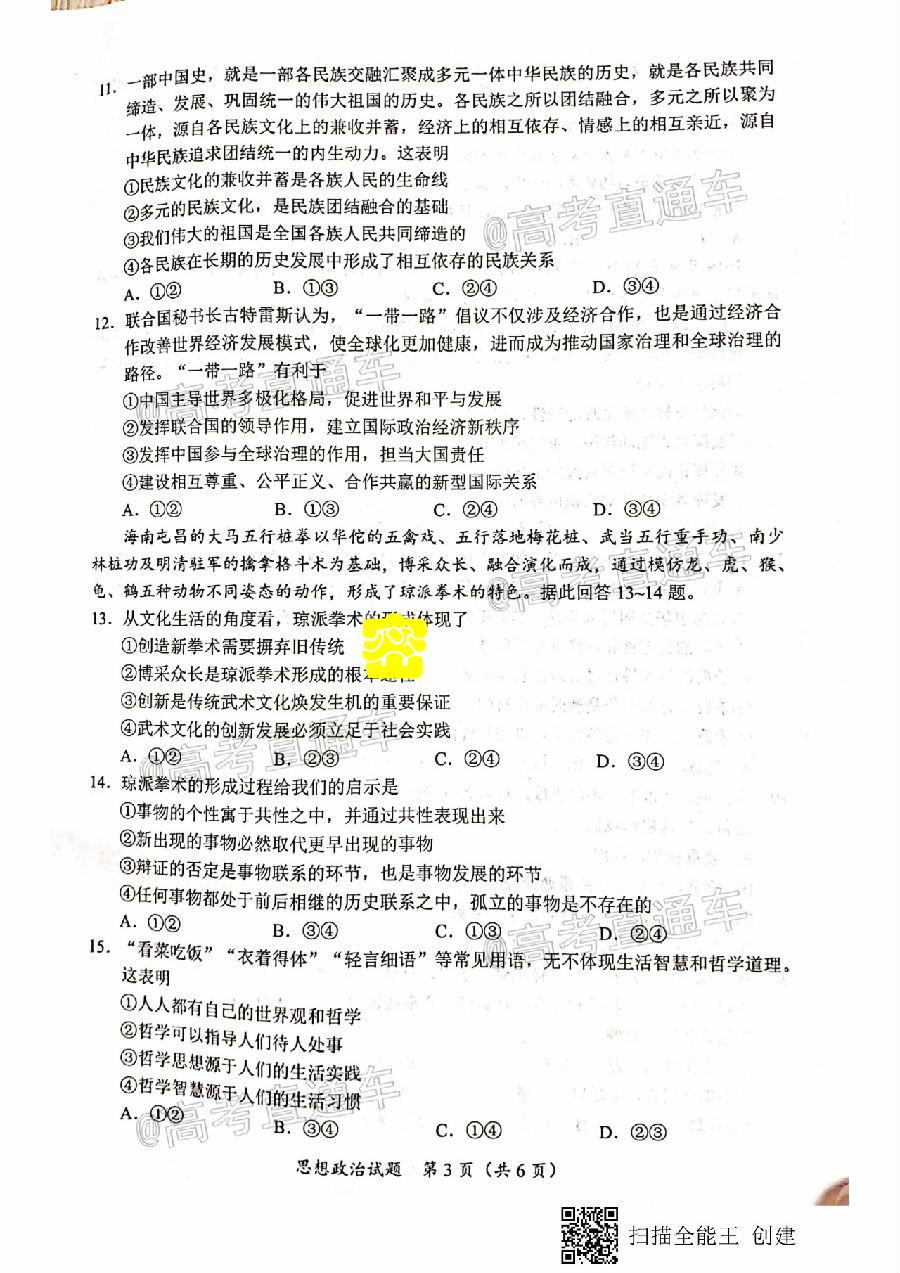 11. 一部中国史，就是一部各民族交融汇聚成多元一体中华民族的历史，就是各民族共同
缔造、发展、巩固统一的伟大祖国的历史。各民族之所以团结融合，多元之所以聚为
一体，源自各民族文化上的兼收并蓄，经济上的相互依存、情感上的相互亲近，源自
中华民族追求团结统一的内生动力。这表明
①民族文化的兼收并蓄是各族人民的生命线
②多元的民族文化，是民族团结融合的基础
③我们伟大的祖国是全国各族人民共同缔造的
④各民族在长期的历史发展中形成了相互依存的民族关系
A. ①② B. ①③ C. ②④ D. ③④
@高考直通车
12. 联合国秘书长古特雷斯认为，“一带一路”倡议不仅涉及经济合作，也是通过经济合
作改善世界经济发展模式，使全球化更加健康，进而成为推动国家治理和全球治理的
路径。“一带一路”有利于
①中国主导世界多极化格局，促进世界和平与发展
②发挥联合国的领导作用，建立国际政治经济新秩序
③发挥中国参与全球治理的作用，担当大国责任
④建设相互尊重、公平正义、合作共赢的新型国际关系
A. ①② B. ①③ C. ②④ D. ③④
@高考直通车
海南屯昌的大马五行桩拳以华佗的五禽戏、五行落地梅花桩、武当五行重手功、南少
林桩功及明清驻军的擒拿格斗术为基础，博采众长、融合演化而成，通过模仿龙、虎、猴、
龟、鹤五种动物不同姿态的动作，形成了琼派拳术的特色。据此回答 13~14 题。
@高考直通车
13. 从文化生活的角度看，琼派拳术的形成体现了
①创造新拳术需要摒弃旧传统
②博采众长是琼派拳术形成的根本途径
③创新是传统武术文化焕发生机的重要保证
④武术文化的创新发展必须立足于社会实践
A. ①② B. ②③ C. ②④ D. ③④
@高考直通车
14. 琼派拳术的形成过程给我们的启示是
①事物的个性寓于共性之中，并通过共性表现出来
②新出现的事物必然取代更早出现的事物
③辩证的否定是事物联系的环节，也是事物发展的环节
④任何事物都处于前后相继的历史联系之中，孤立的事物是不存在的
A. ①② B. ③④ C. ①③ D. ②④
@高考直通车
15. “看菜吃饭”“衣着得体”“轻言细语”等常见用语，无不体现生活智慧和哲学道理。
这表明
①人人都有自己的世界观和哲学
②哲学可以指导人们待人处事
③哲学思想源于人们的生活实践
④哲学智慧源于人们的生活习惯
A. ①② B. ③④ C. ①④ D. ②③
@高考直通车
思想政治试题 第 3 页（共 6 页）
扫描全能王 创建